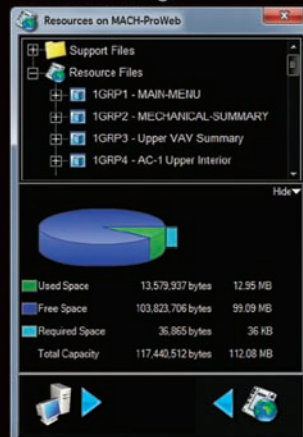 Resources on MACH-ProWeb
Support Files
Resource Files
1GRP1 - MAIN-MENU
1GRP2 - MECHANICAL-SUMMARY
1GRP3 - Upper VAV Summary
1GRP4 - AC-1 Upper Interior
Hide
Used Space 13,579,937 bytes 12.95 MB
Free Space 103,823,706 bytes 99.09 MB
Required Space 36,865 bytes 36 KB
Total Capacity 117,440,512 bytes 112.08 MB